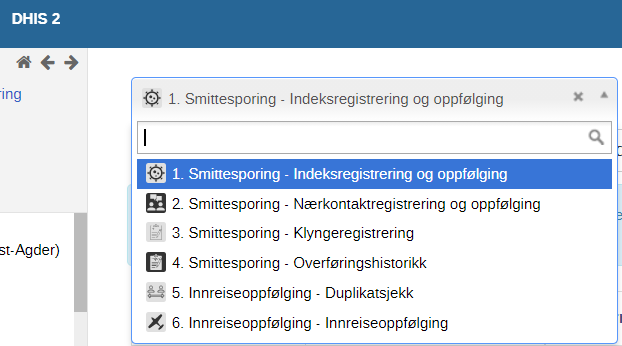 DHIS 2
ring
1. Smittesporing - Indeksregistrering og oppfølging
1. Smittesporing - Indeksregistrering og oppfølging
2. Smittesporing - Nærkontaktregistrering og oppfølging
3. Smittesporing - Klyngeregistrering
st-Agder)
4. Smittesporing - Overføringshistorikk
5. Innreiseoppfølging - Duplikatsjekk
6. Innreiseoppfølging - Innreiseoppfølging